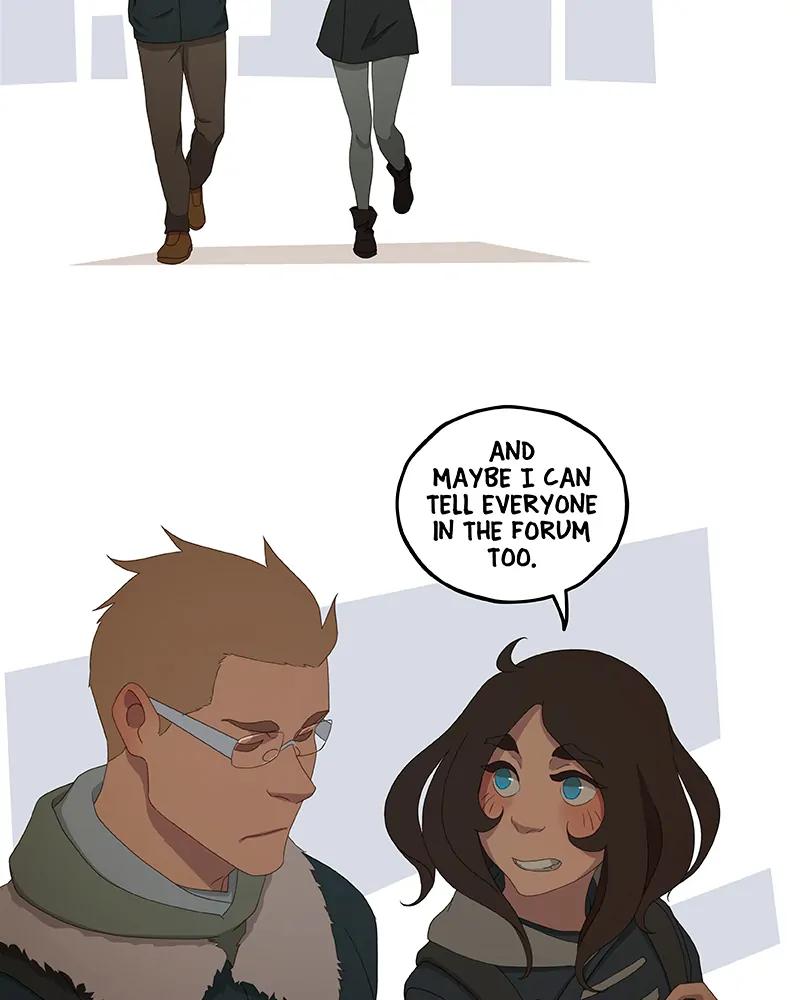 AND
MAYBE I CAN
TELL EVERYONE
IN THE FORUM
TOO.